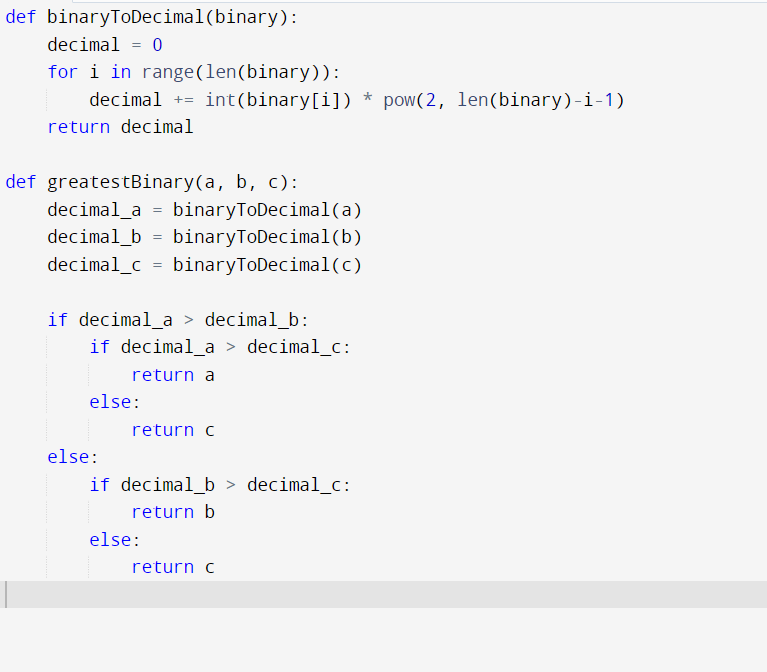 def binaryToDecimal(binary):
    decimal = 0
    for i in range(len(binary)):
        decimal += int(binary[i]) * pow(2, len(binary)-i-1)
    return decimal

def greatestBinary(a, b, c):
    decimal_a = binaryToDecimal(a)
    decimal_b = binaryToDecimal(b)
    decimal_c = binaryToDecimal(c)

    if decimal_a > decimal_b:
        if decimal_a > decimal_c:
            return a
        else:
            return c
    else:
        if decimal_b > decimal_c:
            return b
        else:
            return c